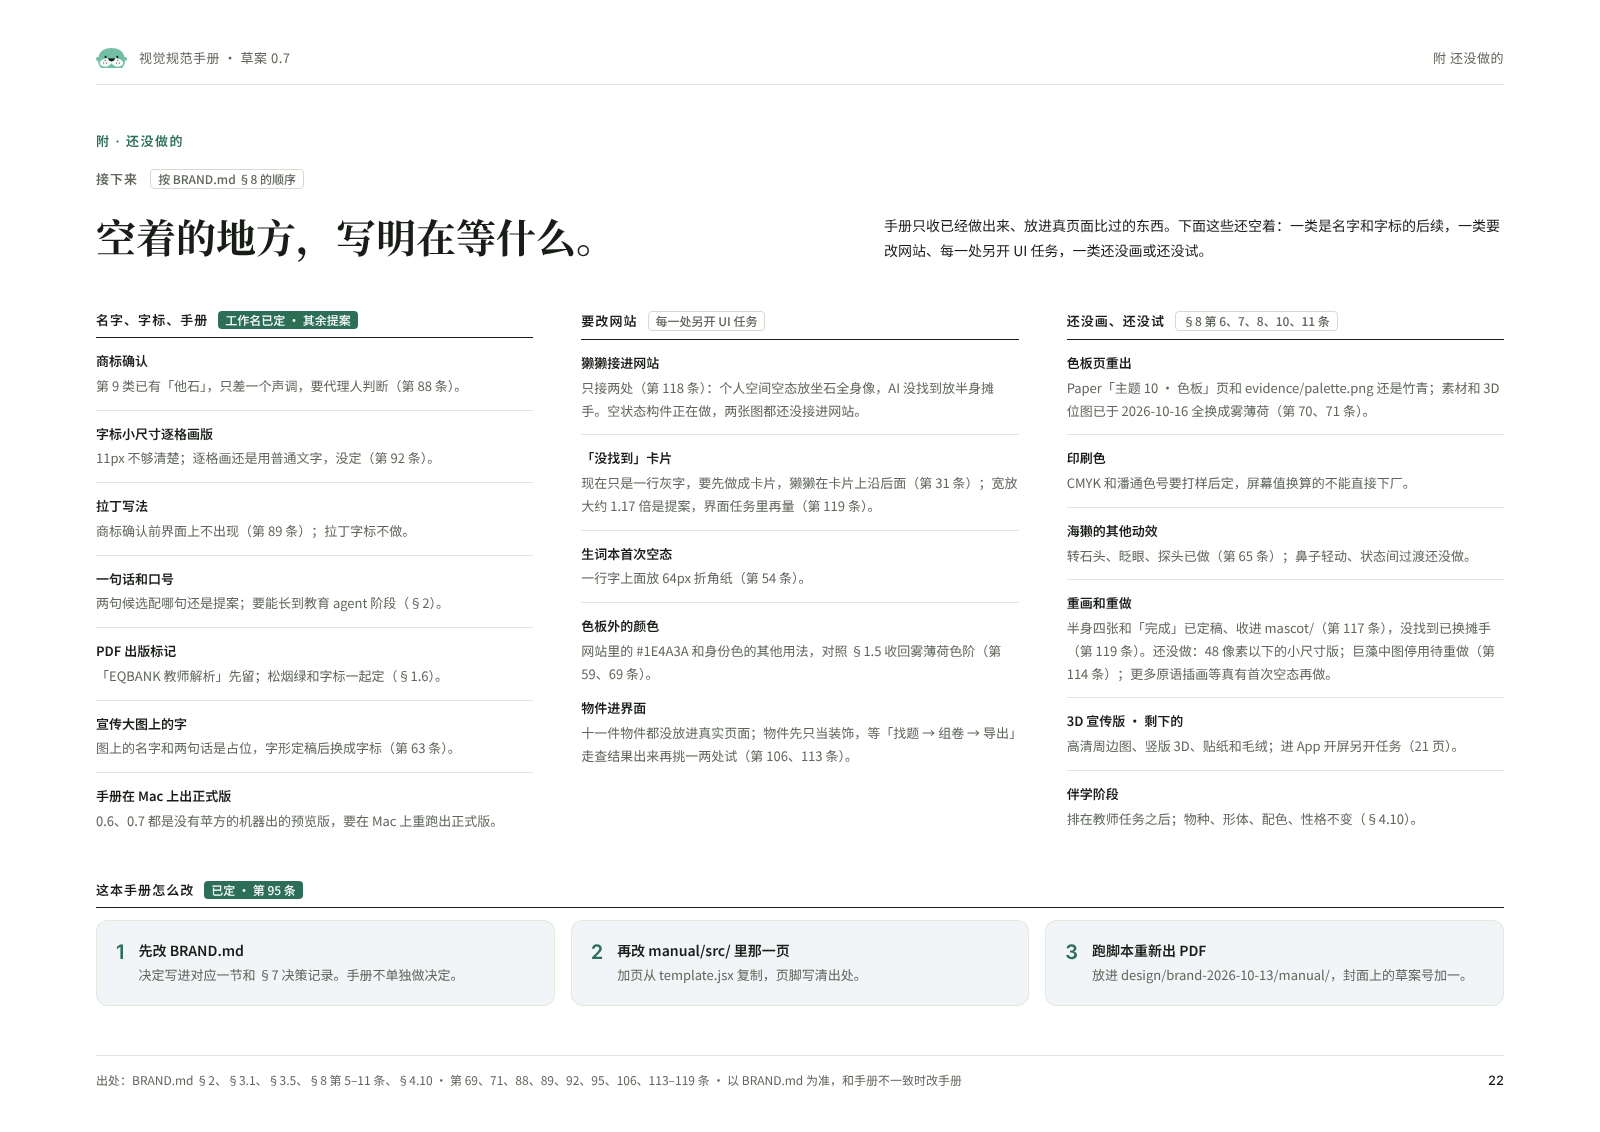 视觉规范手册 · 草案 0.7
附 还没做的
附 · 还没做的
接下来 按 BRAND.md §8 的顺序
空着的地方，写明在等什么。
手册只收已经做出来、放进真页面比过的东西。下面这些还空着：一类是名字和字标的后续，一类要
改网站、每一处另开 UI 任务，一类还没画或还没试。
名字、字标、手册 工作名已定 · 其余提案
商标确认
第 9 类已有「他石」，只差一个声调，要代理人判断（第 88 条）。
字标小尺寸逐格画版
11px 不够清楚；逐格画还是用普通文字，没定（第 92 条）。
拉丁写法
商标确认前界面上不出现（第 89 条）；拉丁字标不做。
一句话和口号
两句候选配哪句还是提案；要能长到教育 agent 阶段（§2）。
PDF 出版标记
「EQBANK 教师解析」先留；松烟绿和字标一起定（§1.6）。
宣传大图上的字
图上的名字和两句话是占位，字形定稿后换成字标（第 63 条）。
手册在 Mac 上出正式版
0.6、0.7 都是没有苹方的机器出的预览版，要在 Mac 上重跑出正式版。
要改网站 每一处另开 UI 任务
獭獭接进网站
只接两处（第 118 条）：个人空间空态放坐石全身像，AI 没找到放半身摊
手。空状态构件正在做，两张图都还没接进网站。
「没找到」卡片
现在只是一行灰字，要先做成卡片，獭獭在卡片上沿后面（第 31 条）；宽放
大约 1.17 倍是提案，界面任务里再量（第 119 条）。
生词本首次空态
一行字上面放 64px 折角纸（第 54 条）。
色板外的颜色
网站里的 #1E4A3A 和身份色的其他用法，对照 §1.5 收回雾薄荷色阶（第
59、69 条）。
物件进界面
十一件物件都没放进真实页面；物件先只当装饰，等「找题 → 组卷 → 导出」
走查结果出来再挑一两处试（第 106、113 条）。
还没画、还没试 §8 第 6、7、8、10、11 条
色板页重出
Paper「主题 10 · 色板」页和 evidence/palette.png 还是竹青；素材和 3D
位图已于 2026-10-16 全换成雾薄荷（第 70、71 条）。
印刷色
CMYK 和潘通色号要打样后定，屏幕值换算的不能直接下厂。
海獭的其他动效
转石头、眨眼、探头已做（第 65 条）；鼻子轻动、状态间过渡还没做。
重画和重做
半身四张和「完成」已定稿、收进 mascot/（第 117 条），没找到已换摊手
（第 119 条）。还没做：48 像素以下的小尺寸版；巨藻中图停用待重做（第
114 条）；更多原语插画等真有首次空态再做。
3D 宣传版 · 剩下的
高清周边图、竖版 3D、贴纸和毛绒；进 App 开屏另开任务（21 页）。
伴学阶段
排在教师任务之后；物种、形体、配色、性格不变（§4.10）。
这本手册怎么改 已定 · 第 95 条
1 先改 BRAND.md
决定写进对应一节和 §7 决策记录。手册不单独做决定。
2 再改 manual/src/ 里那一页
加页从 template.jsx 复制，页脚写清出处。
3 跑脚本重新出 PDF
放进 design/brand-2026-10-13/manual/，封面上的草案号加一。
出处：BRAND.md §2、§3.1、§3.5、§8 第 5–11 条、§4.10 · 第 69、71、88、89、92、95、106、113–119 条 · 以 BRAND.md 为准，和手册不一致时改手册
22